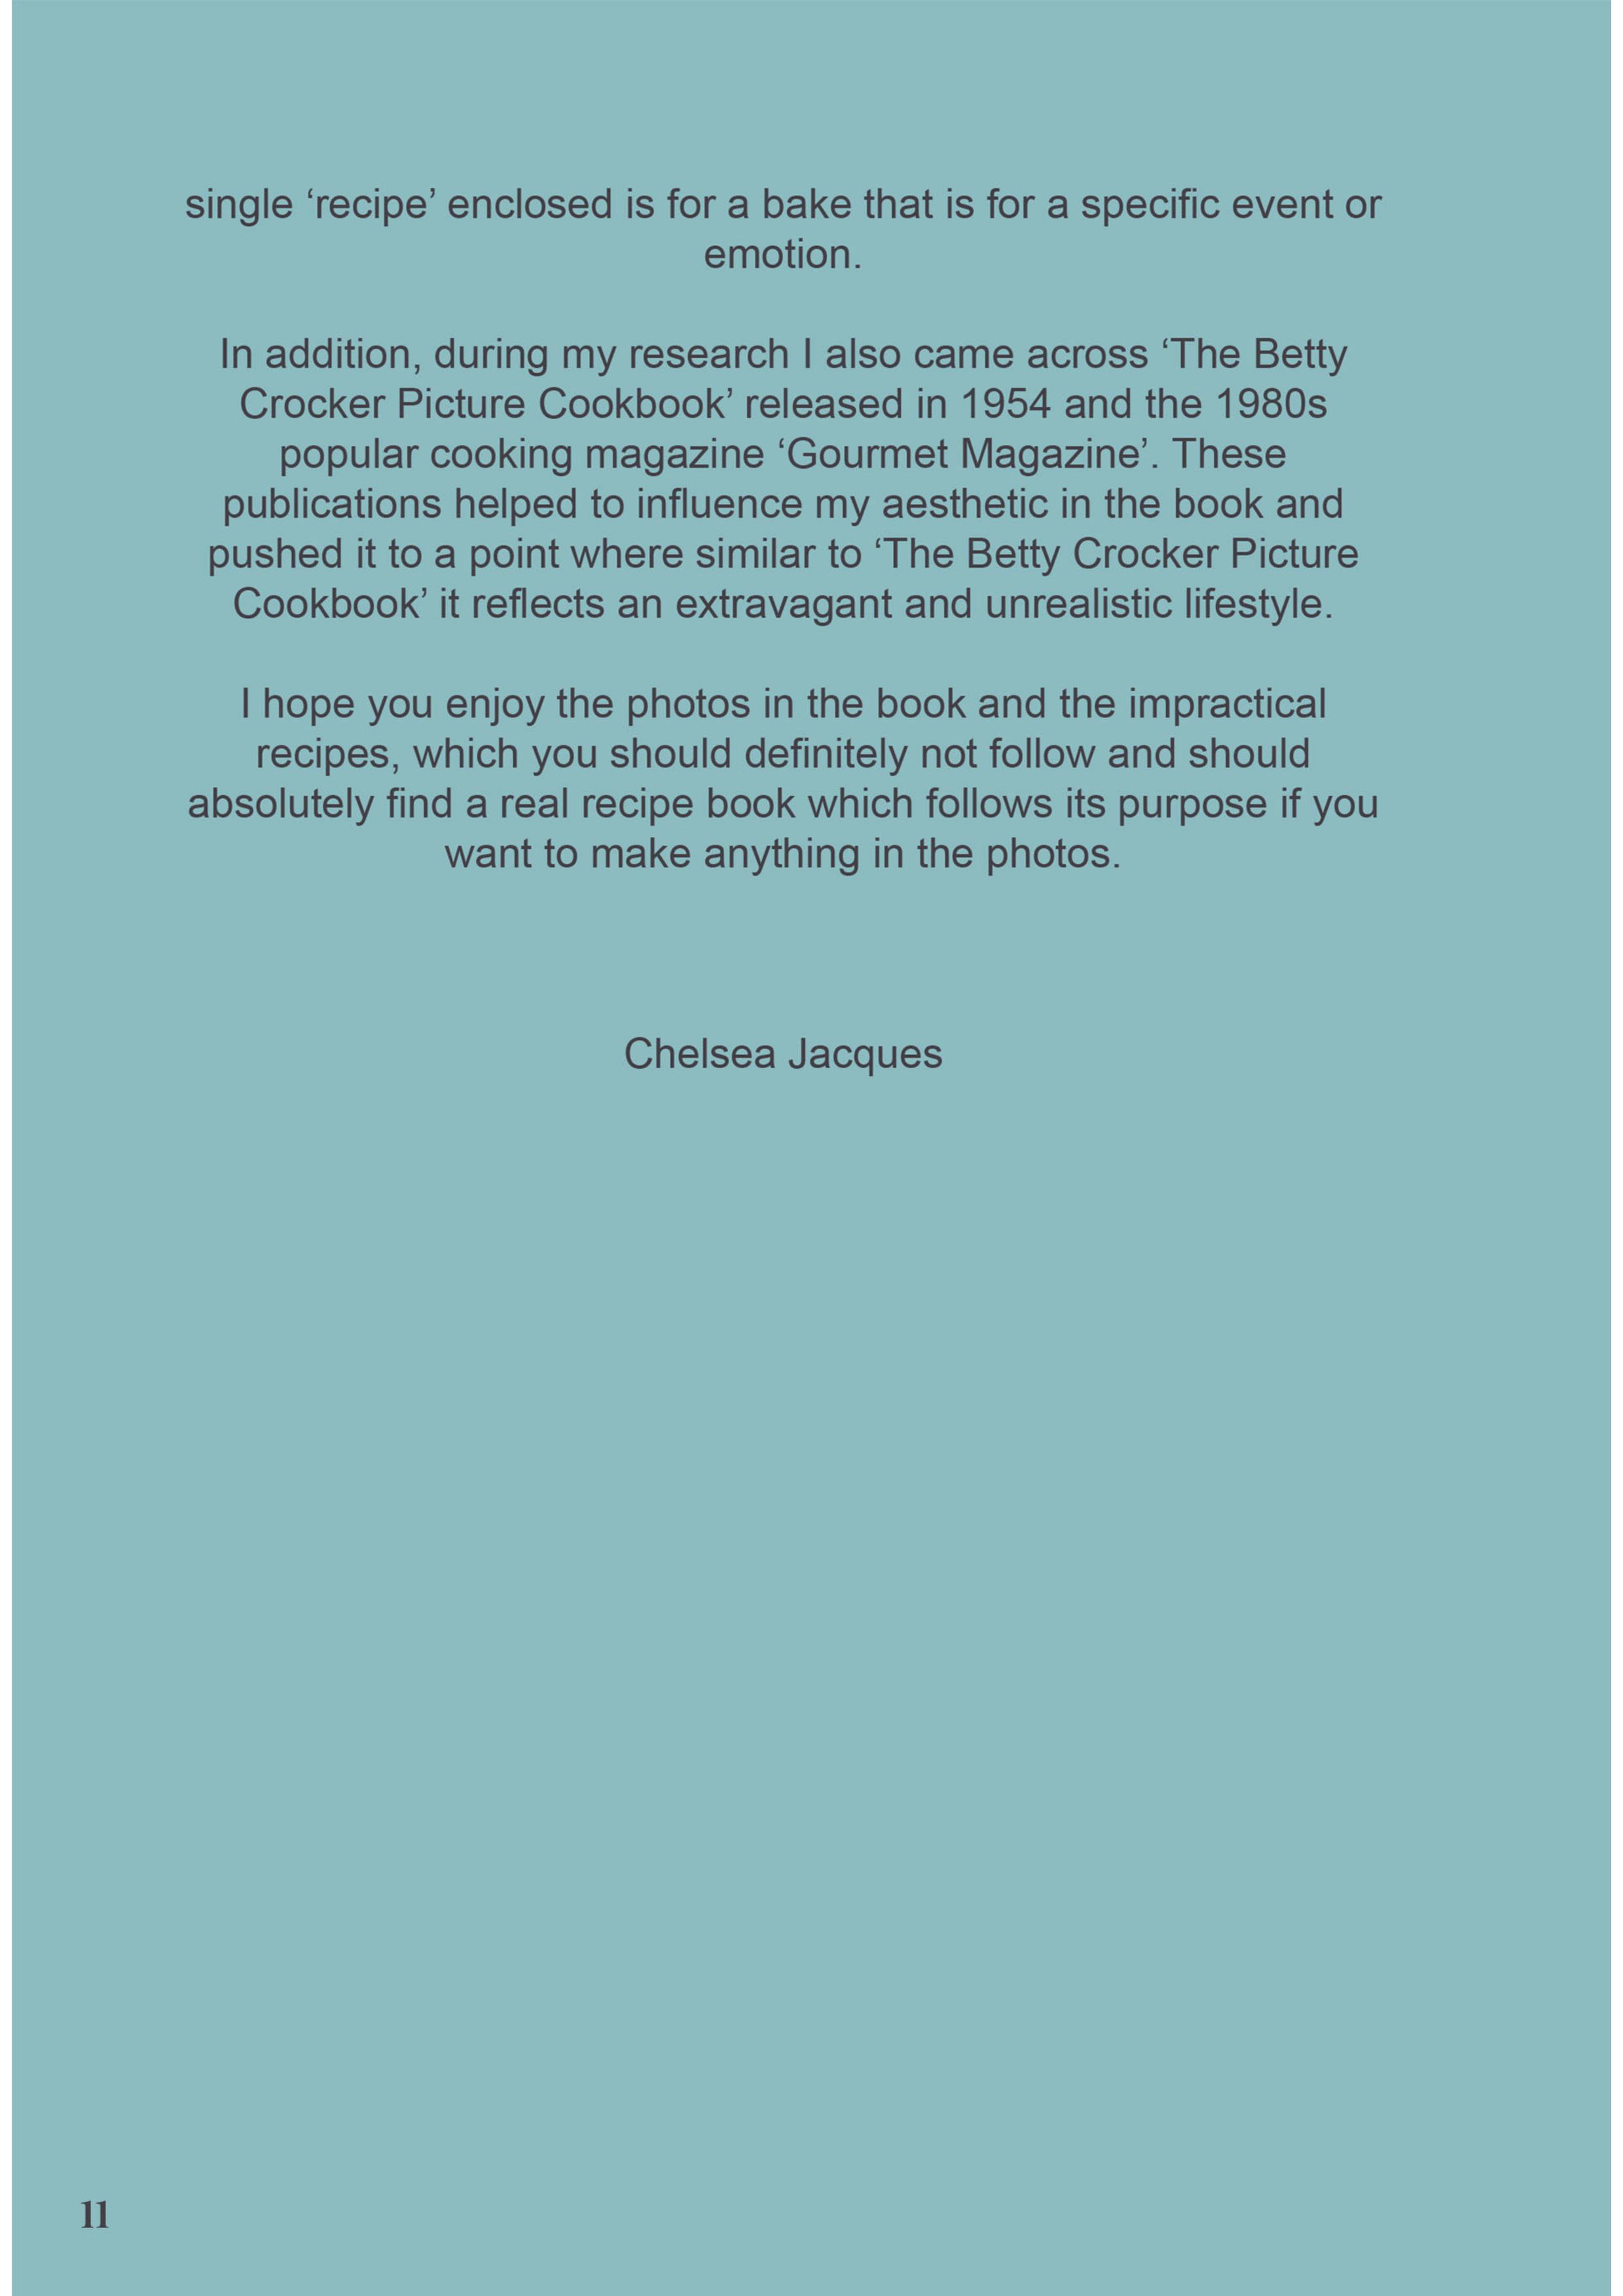 single ‘recipe’ enclosed is for a bake that is for a specific event or
emotion.
In addition, during my research I also came across ‘The Betty
Crocker Picture Cookbook’ released in 1954 and the 1980s
popular cooking magazine ‘Gourmet Magazine’. These
publications helped to influence my aesthetic in the book and
pushed it to a point where similar to ‘The Betty Crocker Picture
Cookbook’ it reflects an extravagant and unrealistic lifestyle.
I hope you enjoy the photos in the book and the impractical
recipes, which you should definitely not follow and should
absolutely find a real recipe book which follows its purpose if you
want to make anything in the photos.
Chelsea Jacques
11